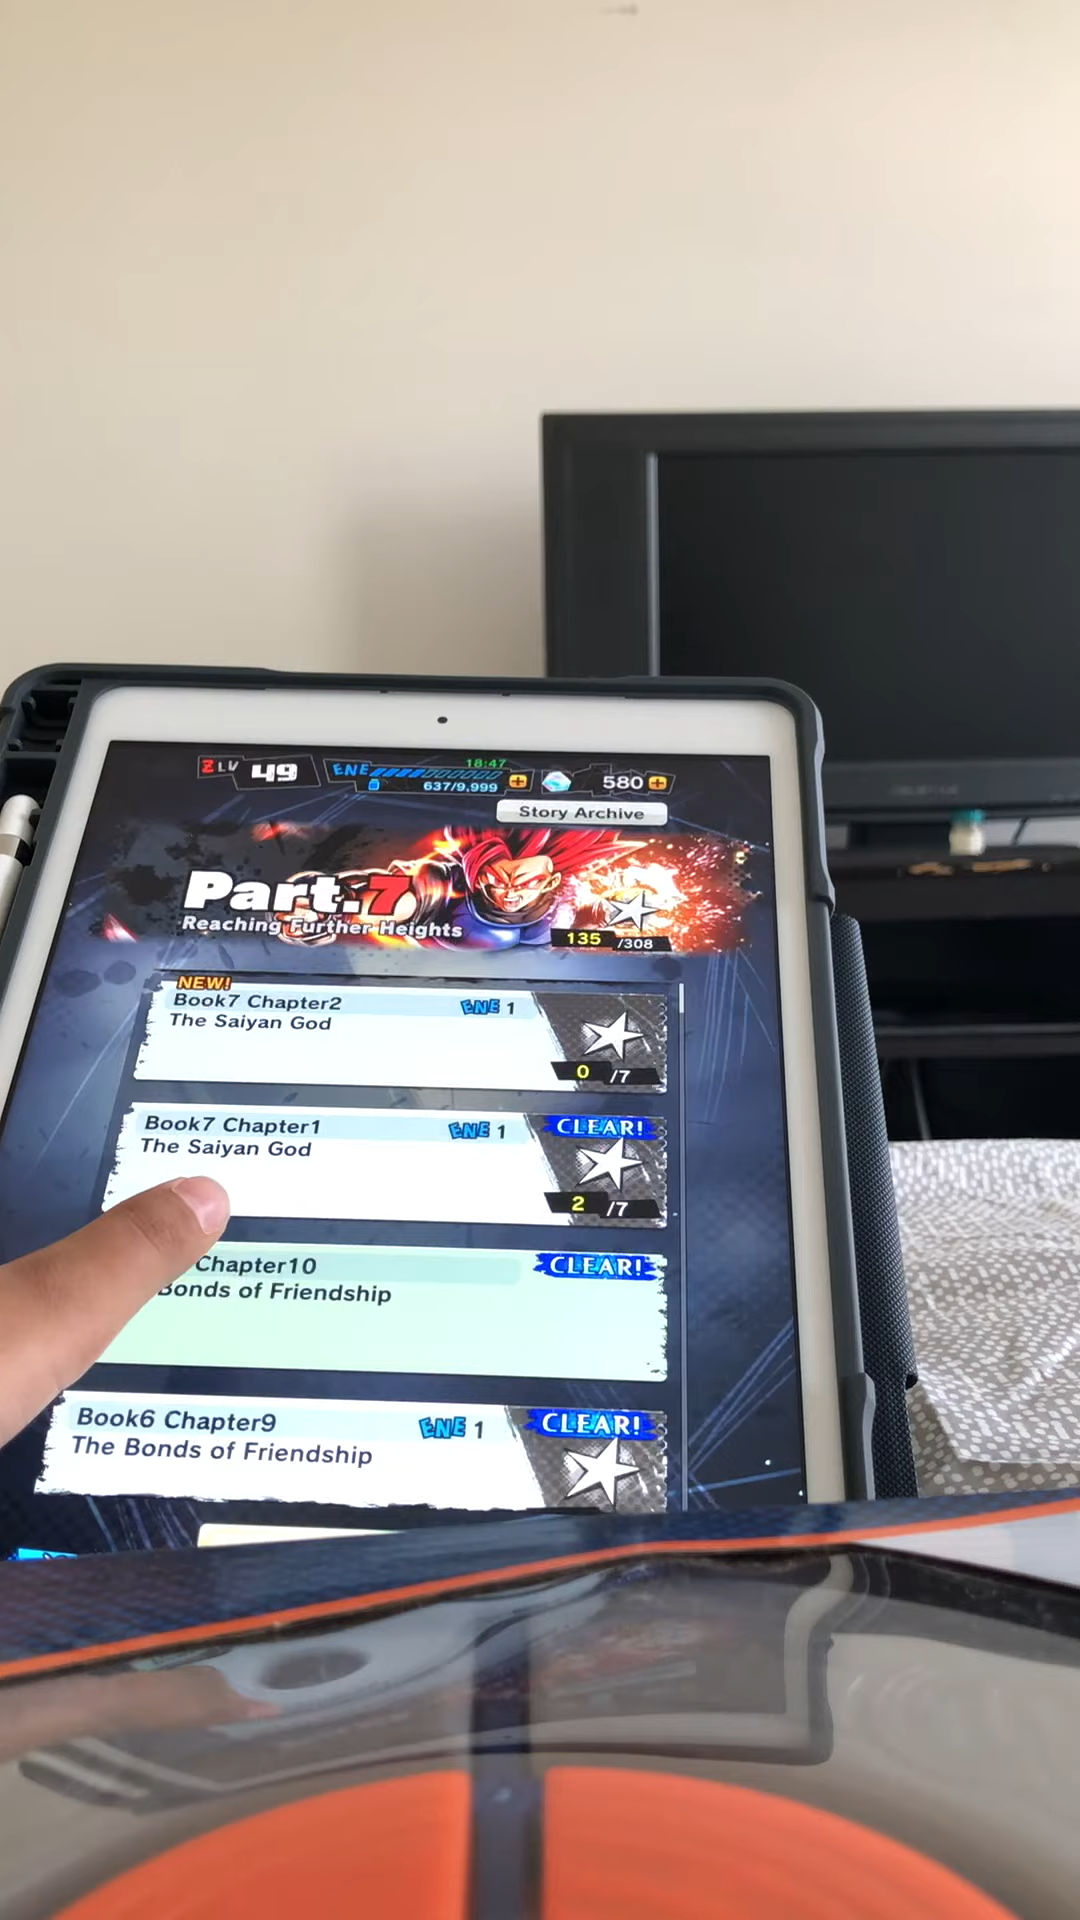 ZLV 49
ENE
18:47
637/9,999
580
Story Archive
Part.7
Reaching Further Heights
135 /308
NEW!
Book7 Chapter2
ENE 1
The Saiyan God
0 /7
Book7 Chapter1
ENE 1
CLEAR!
The Saiyan God
2 /7
Chapter10
CLEAR!
Bonds of Friendship
Book6 Chapter9
ENE 1
CLEAR!
The Bonds of Friendship